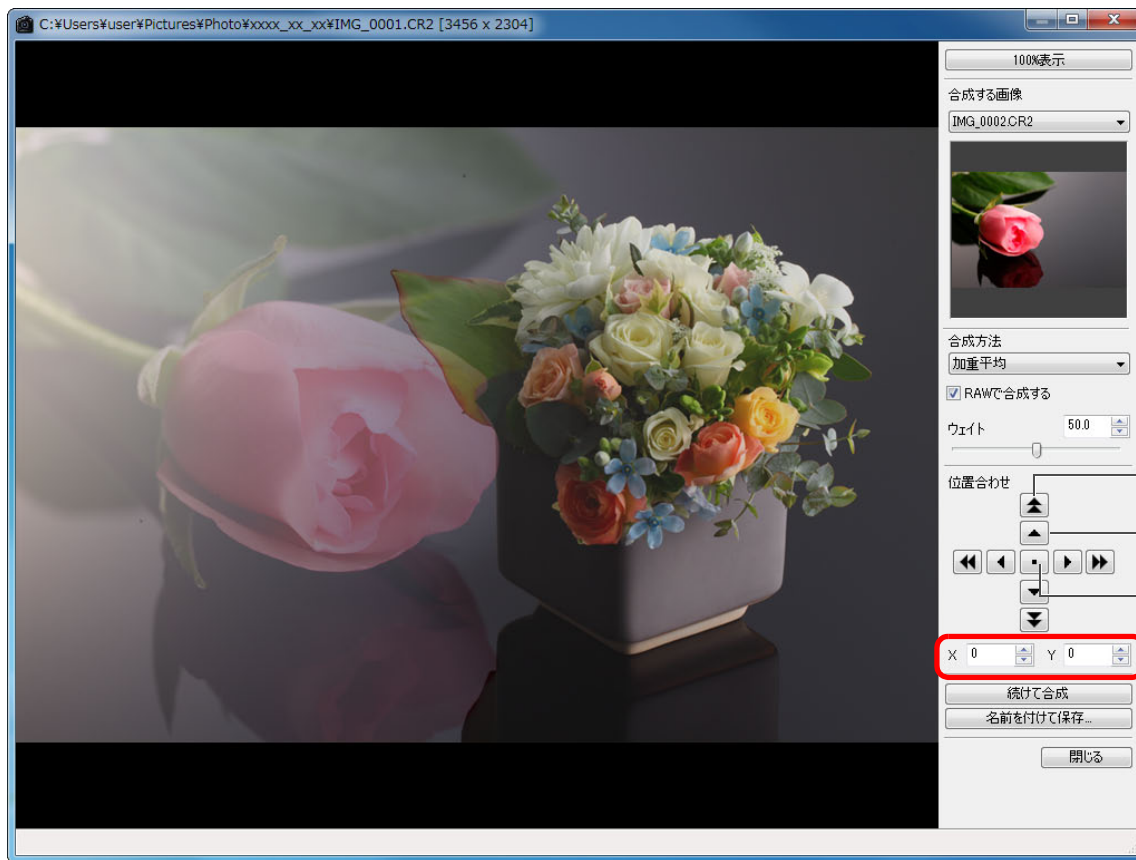 C:¥Users¥user¥Pictures¥Photo¥xxxx_xx_xx¥IMG_0001.CR2 [3456 x 2304]
100%表示
合成する画像
IMG_0002.CR2
合成方法
加重平均
RAWで合成する
ウェイト 50.0
位置合わせ
X 0 Y 0
続けて合成
名前を付けて保存...
閉じる